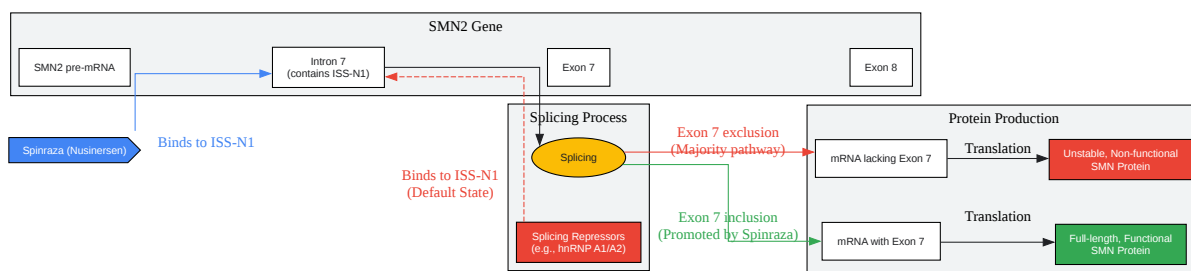 SMN2 Gene
SMN2 pre-mRNA
Intron 7
(contains ISS-N1)
Exon 7
Exon 8
Spinraza (Nusinersen)
Binds to ISS-N1
Splicing Process
Splicing
Binds to ISS-N1
(Default State)
Splicing Repressors
(e.g., hnRNP A1/A2)
Exon 7 exclusion
(Majority pathway)
Exon 7 inclusion
(Promoted by Spinraza)
Protein Production
mRNA lacking Exon 7
Translation
Unstable, Non-functional
SMN Protein
mRNA with Exon 7
Translation
Full-length, Functional
SMN Protein